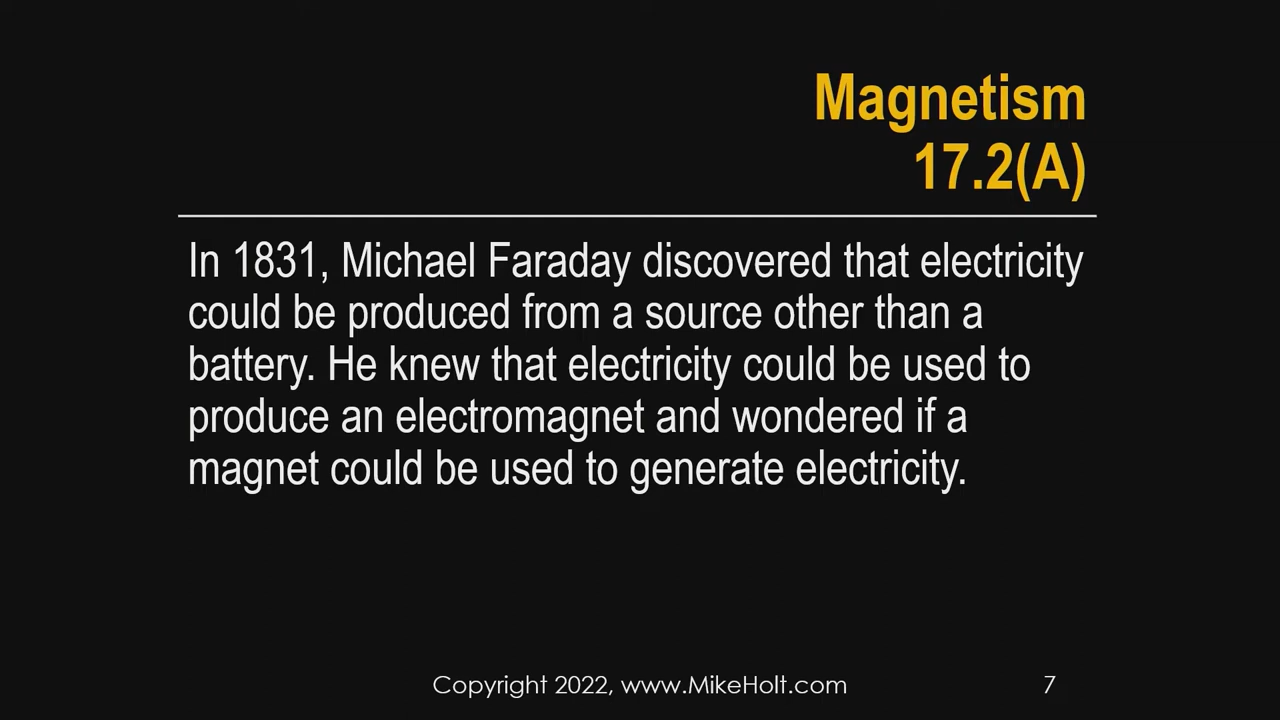 Magnetism
17.2(A)
In 1831, Michael Faraday discovered that electricity
could be produced from a source other than a
battery. He knew that electricity could be used to
produce an electromagnet and wondered if a
magnet could be used to generate electricity.
Copyright 2022, www.MikeHolt.com
7